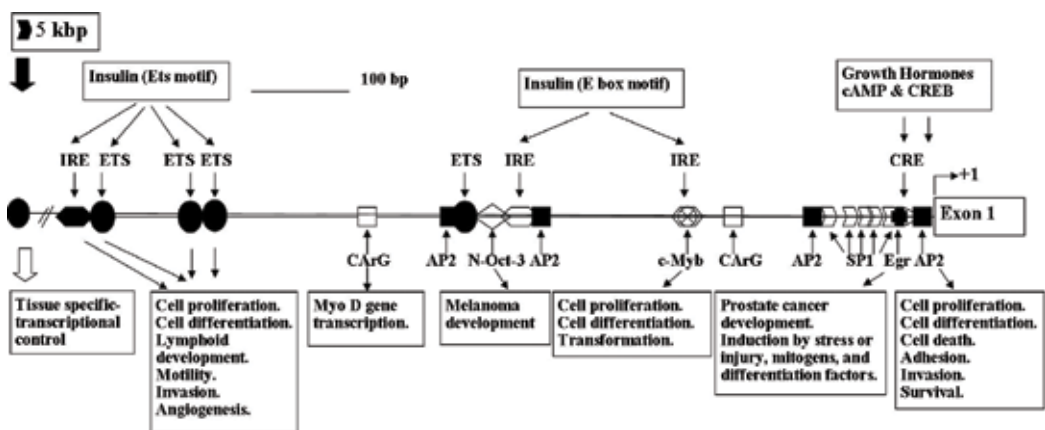 5 kbp
Insulin (Ets motif)
100 bp
Insulin (E box motif)
Growth Hormones
cAMP & CREB
IRE ETS ETS ETS ETS IRE IRE CRE
+1
Exon 1
CArG AP2 N-Oct-3 AP2 c-Myb CArG AP2 SP1 Egr AP2
Tissue specific-
transcriptional
control
Cell proliferation.
Cell differentiation.
Lymphoid
development.
Motility.
Invasion.
Angiogenesis.
Myo D gene
transcription.
Melanoma
development
Cell proliferation.
Cell differentiation.
Transformation.
Prostate cancer
development.
Induction by stress or
injury, mitogens, and
differentiation factors.
Cell proliferation.
Cell differentiation.
Cell death.
Adhesion.
Invasion.
Survival.